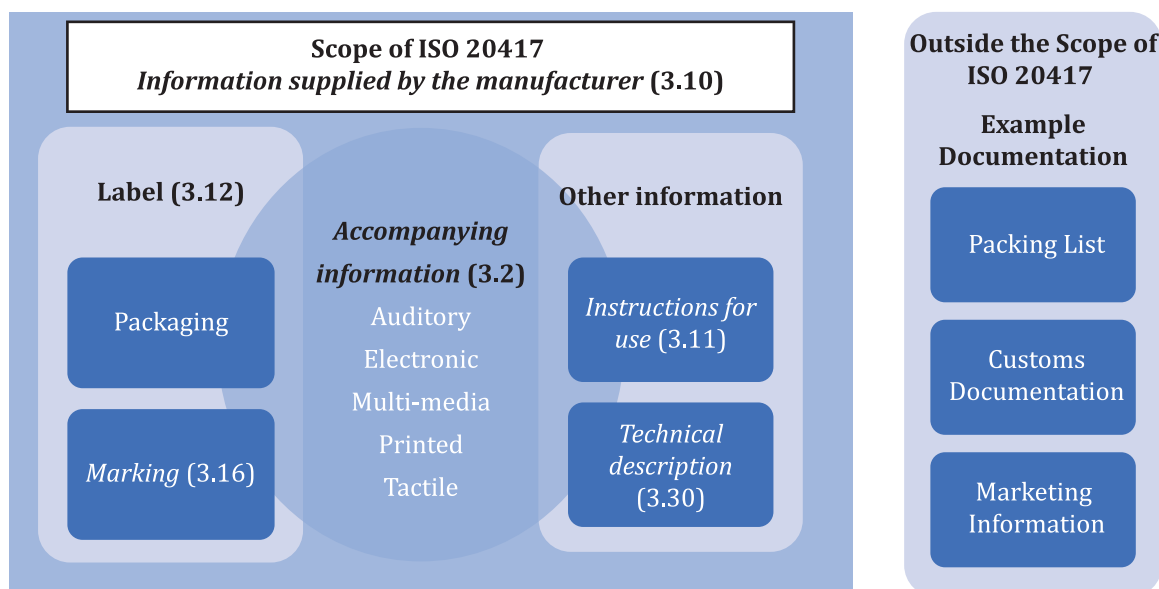 Scope of ISO 20417
Information supplied by the manufacturer (3.10)
Label (3.12)
Packaging
Marking (3.16)
Accompanying
information (3.2)
Auditory
Electronic
Multi-media
Printed
Tactile
Other information
Instructions for
use (3.11)
Technical
description
(3.30)
Outside the Scope of
ISO 20417
Example
Documentation
Packing List
Customs
Documentation
Marketing
Information